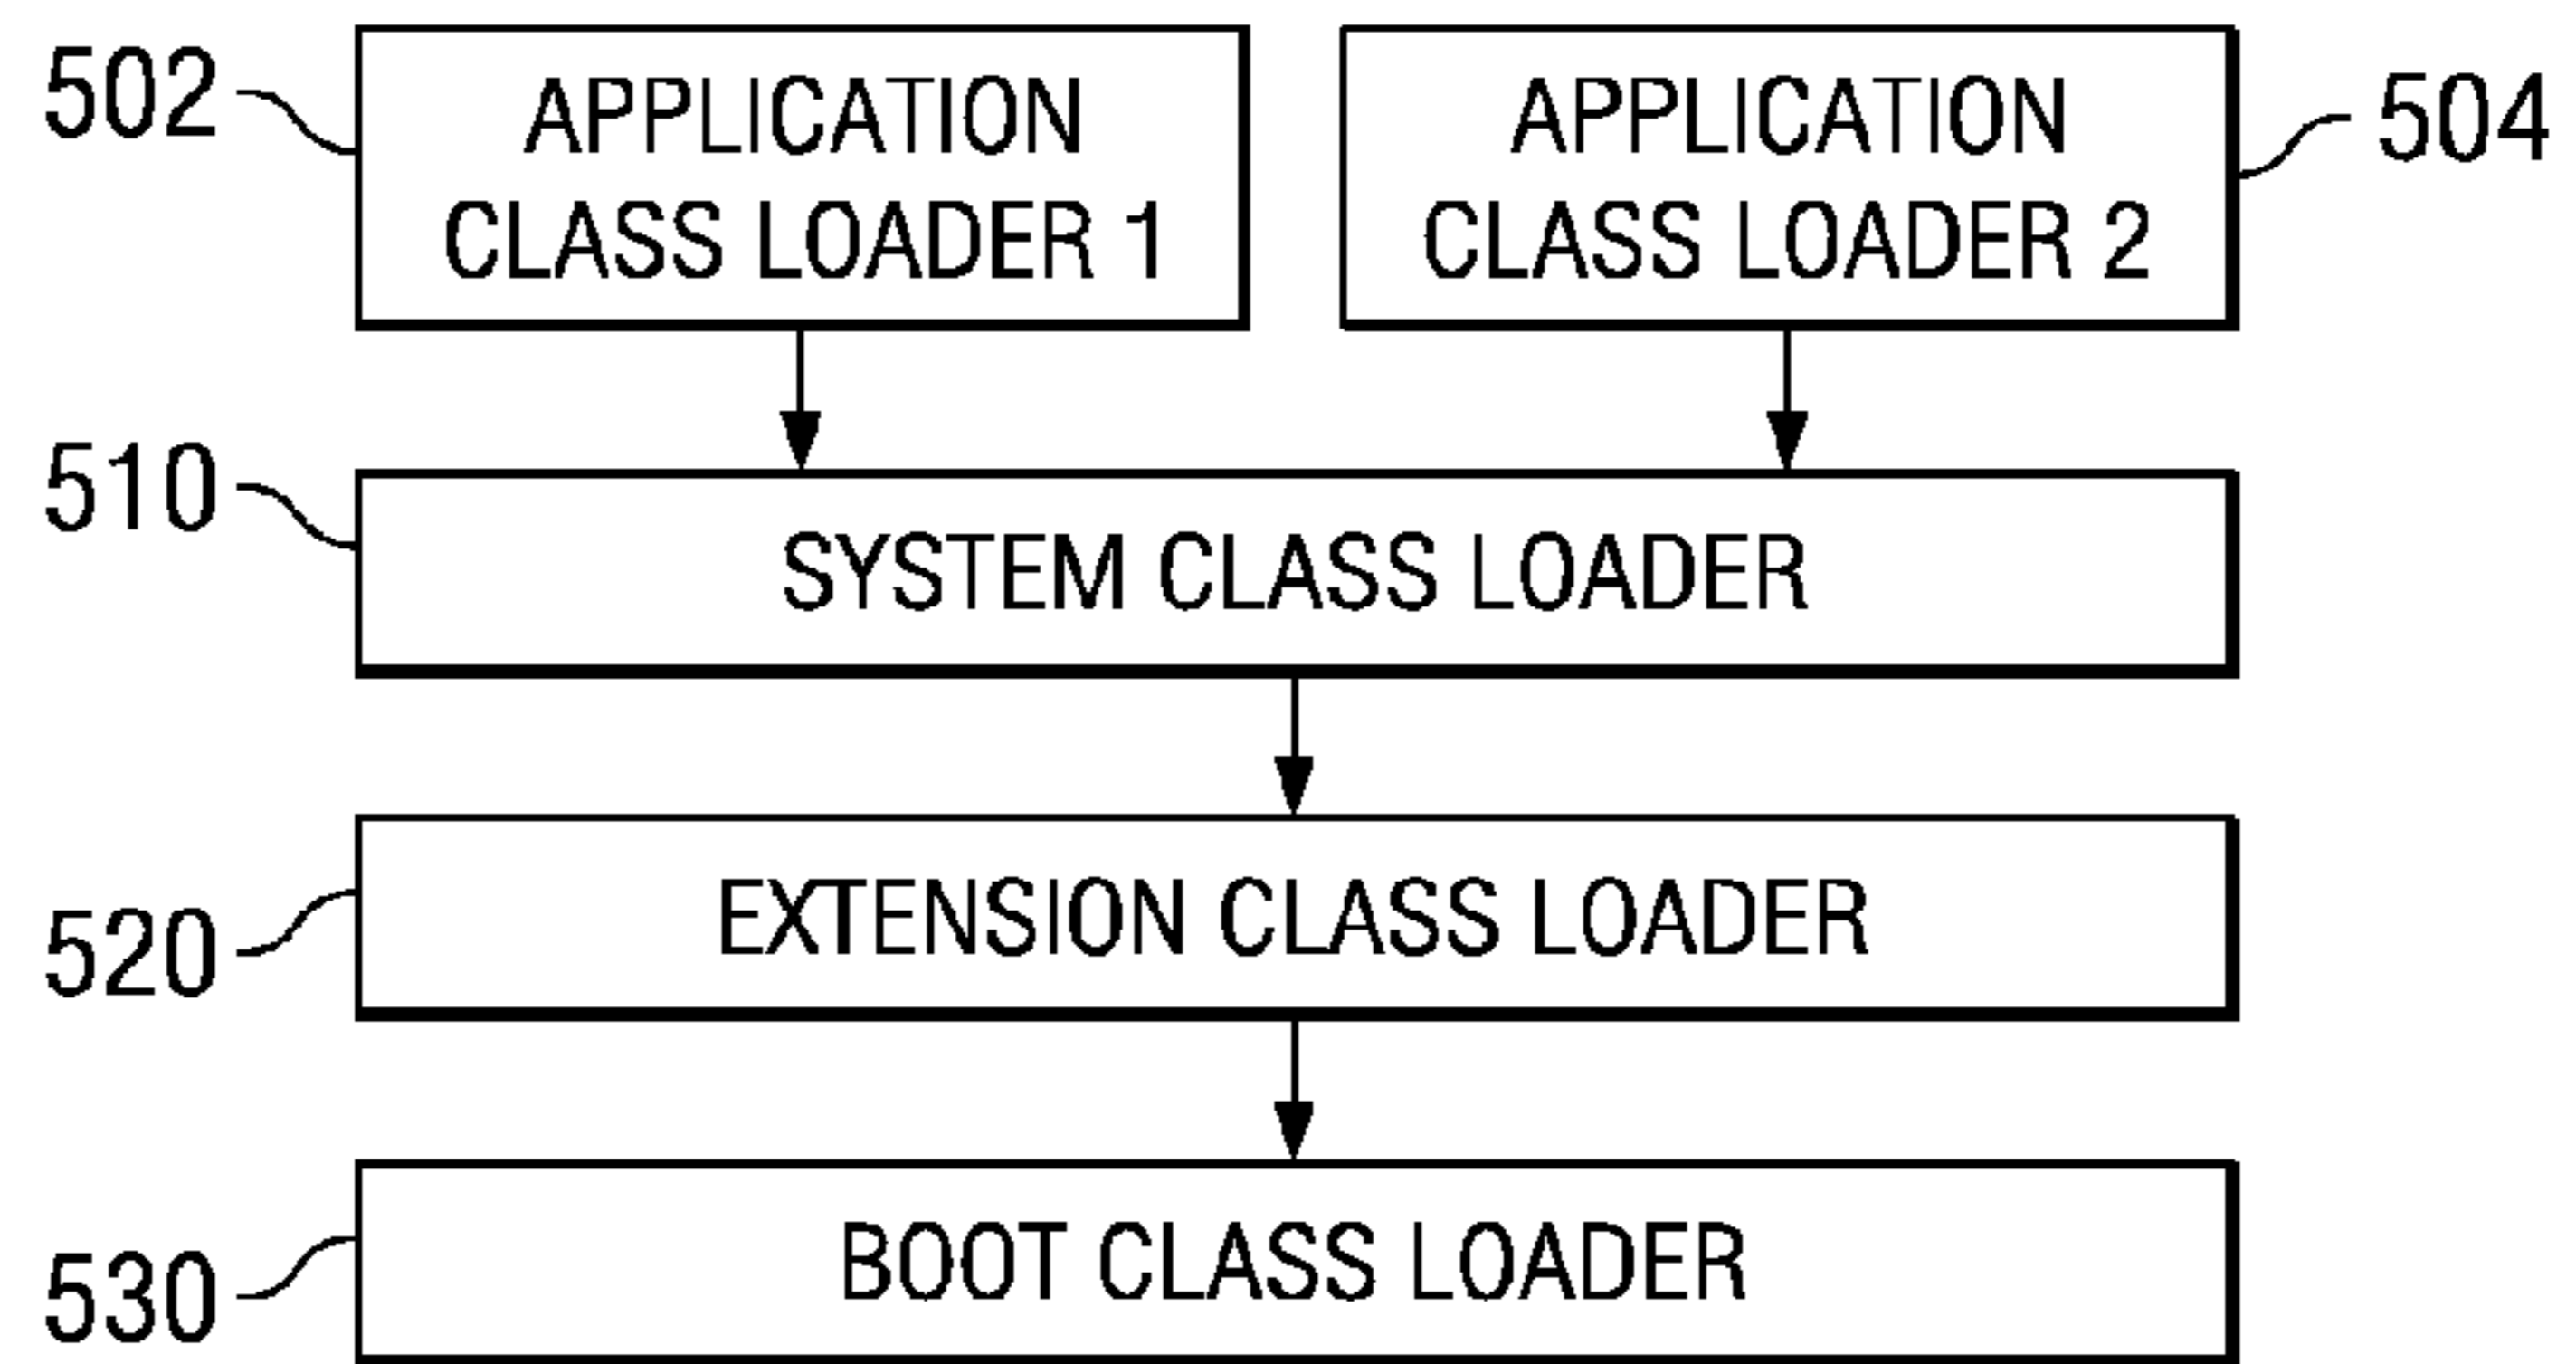 502
APPLICATION
CLASS LOADER 1
APPLICATION
CLASS LOADER 2
504
510
SYSTEM CLASS LOADER
520
EXTENSION CLASS LOADER
530
BOOT CLASS LOADER